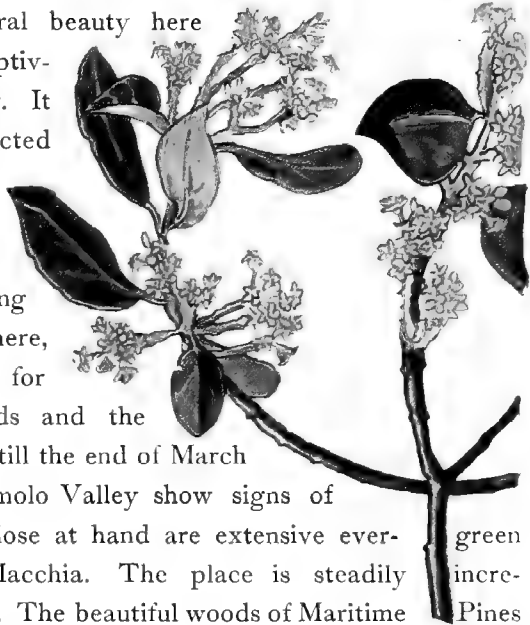 ral beauty here
ptiv-
. It
cted
ng
here,
for
ds and the
till the end of March
molo Valley show signs of
lose at hand are extensive ever- green
Macchia. The place is steadily incre-
. The beautiful woods of Maritime Pines